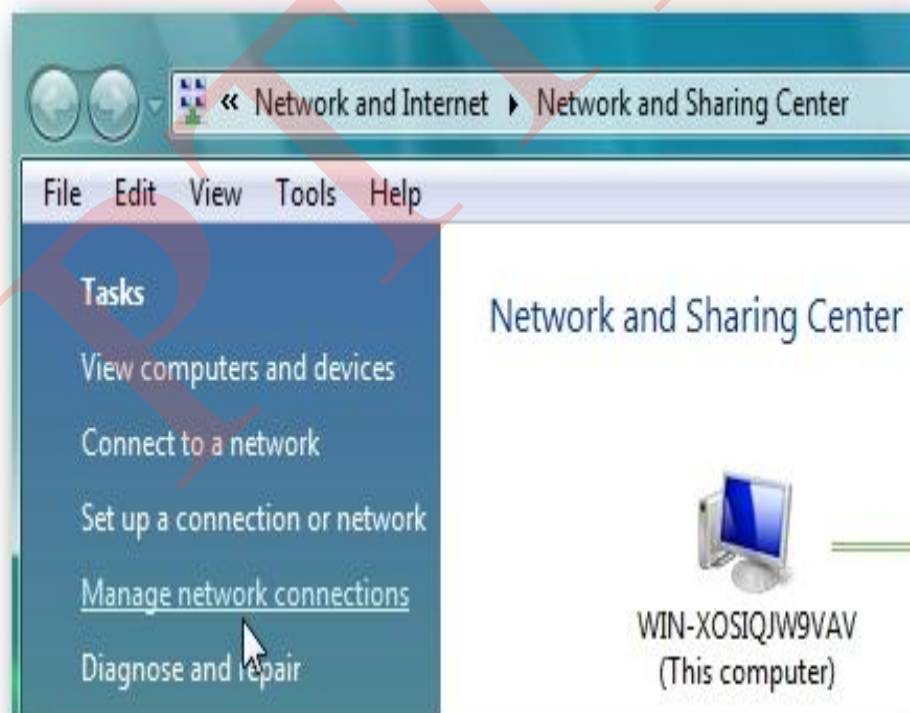 « Network and Internet ▸ Network and Sharing Center
File Edit View Tools Help
Tasks
View computers and devices
Connect to a network
Set up a connection or network
Manage network connections
Diagnose and repair
Network and Sharing Center
WIN-XOSIQJW9VAV
(This computer)